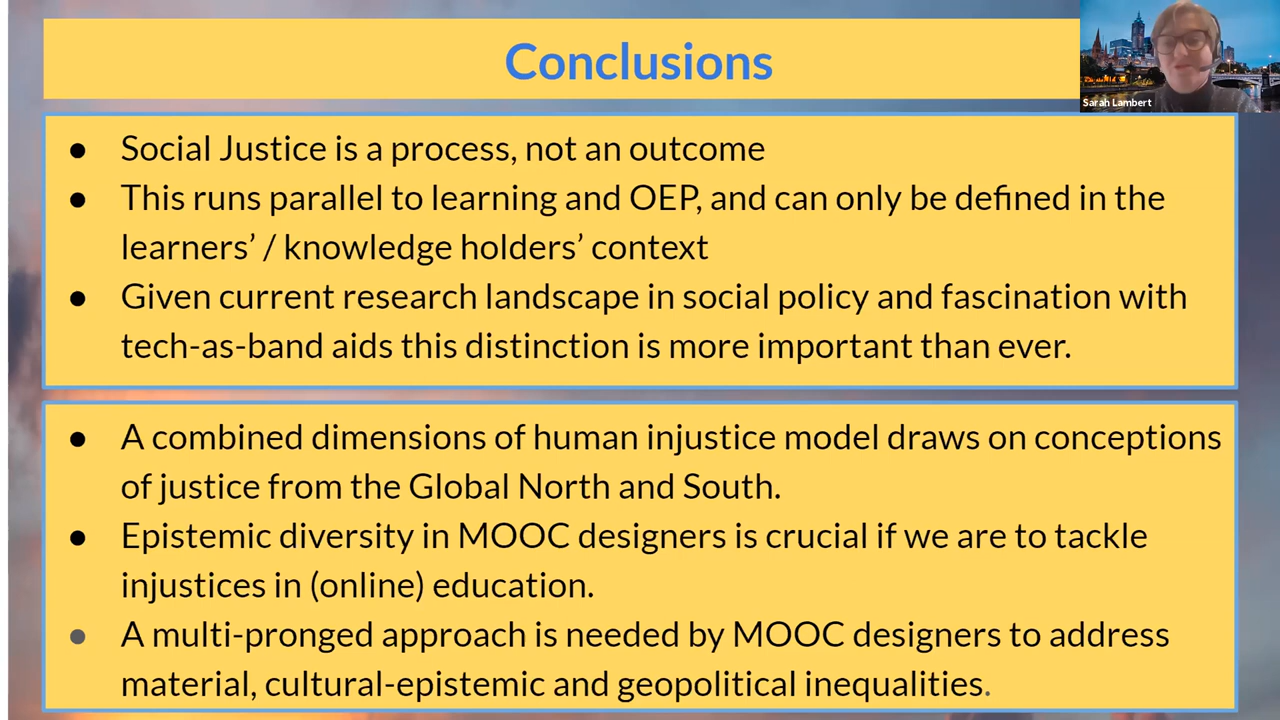 Conclusions
Sarah Lambert
● Social Justice is a process, not an outcome
● This runs parallel to learning and OEP, and can only be defined in the
learners’ / knowledge holders’ context
● Given current research landscape in social policy and fascination with
tech-as-band aids this distinction is more important than ever.
● A combined dimensions of human injustice model draws on conceptions
of justice from the Global North and South.
● Epistemic diversity in MOOC designers is crucial if we are to tackle
injustices in (online) education.
● A multi-pronged approach is needed by MOOC designers to address
material, cultural-epistemic and geopolitical inequalities.